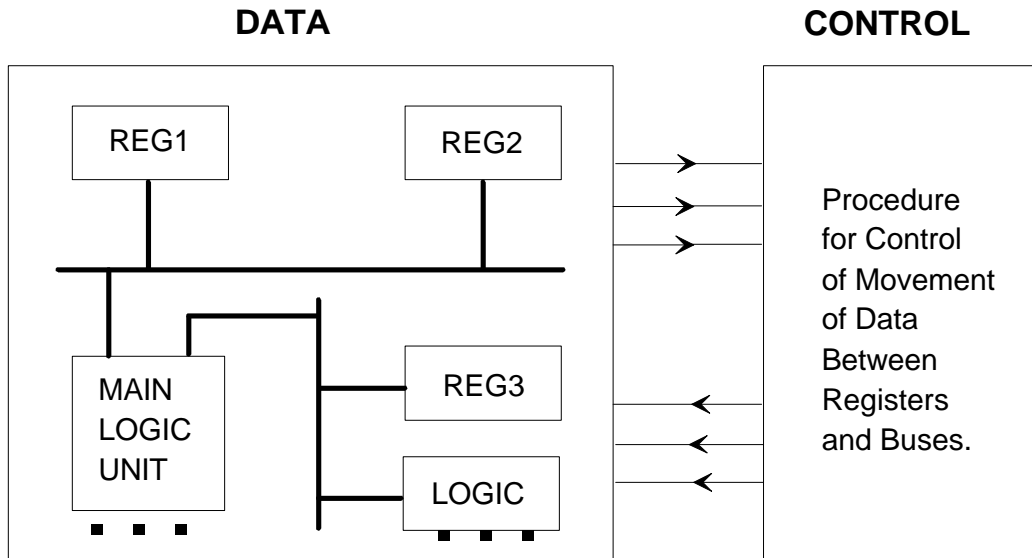 DATA
CONTROL
REG1
REG2
MAIN
LOGIC
UNIT
REG3
LOGIC
Procedure
for Control
of Movement
of Data
Between
Registers
and Buses.